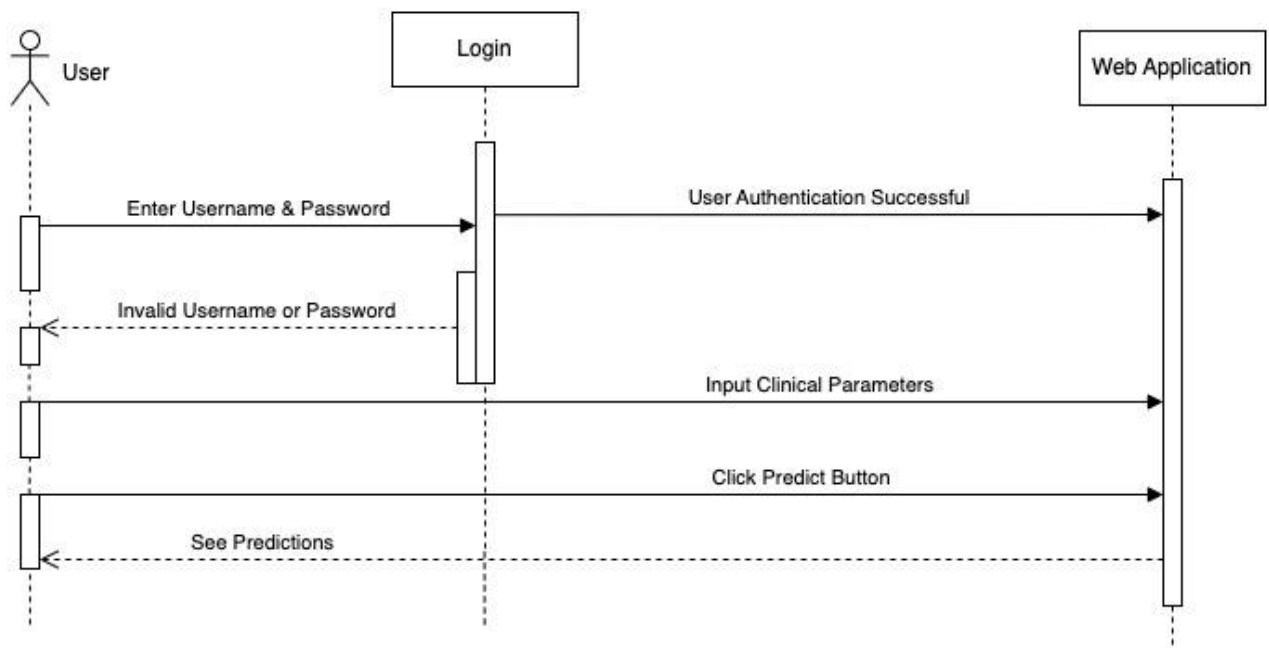 User
Login
Web Application
Enter Username & Password
User Authentication Successful
Invalid Username or Password
Input Clinical Parameters
Click Predict Button
See Predictions